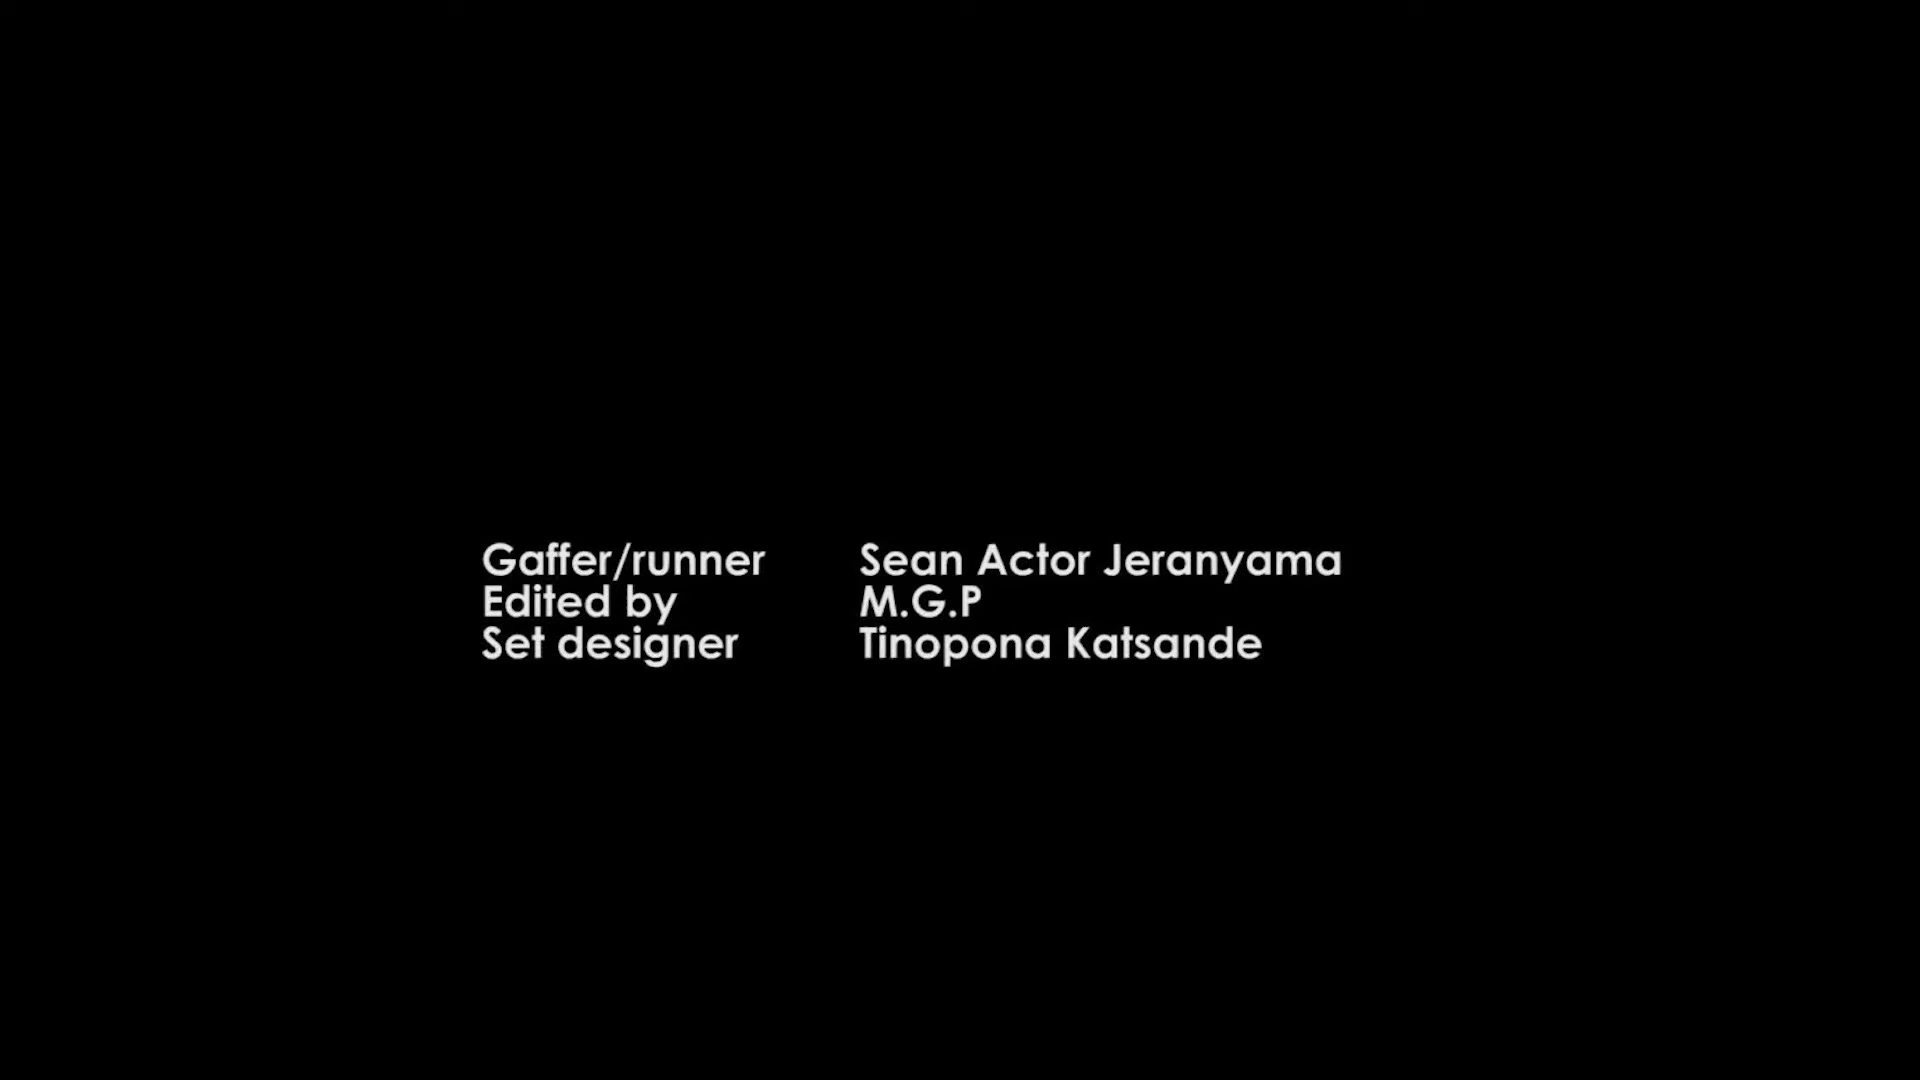 Gaffer/runner Sean Actor Jeranyama
Edited by M.G.P
Set designer Tinopona Katsande